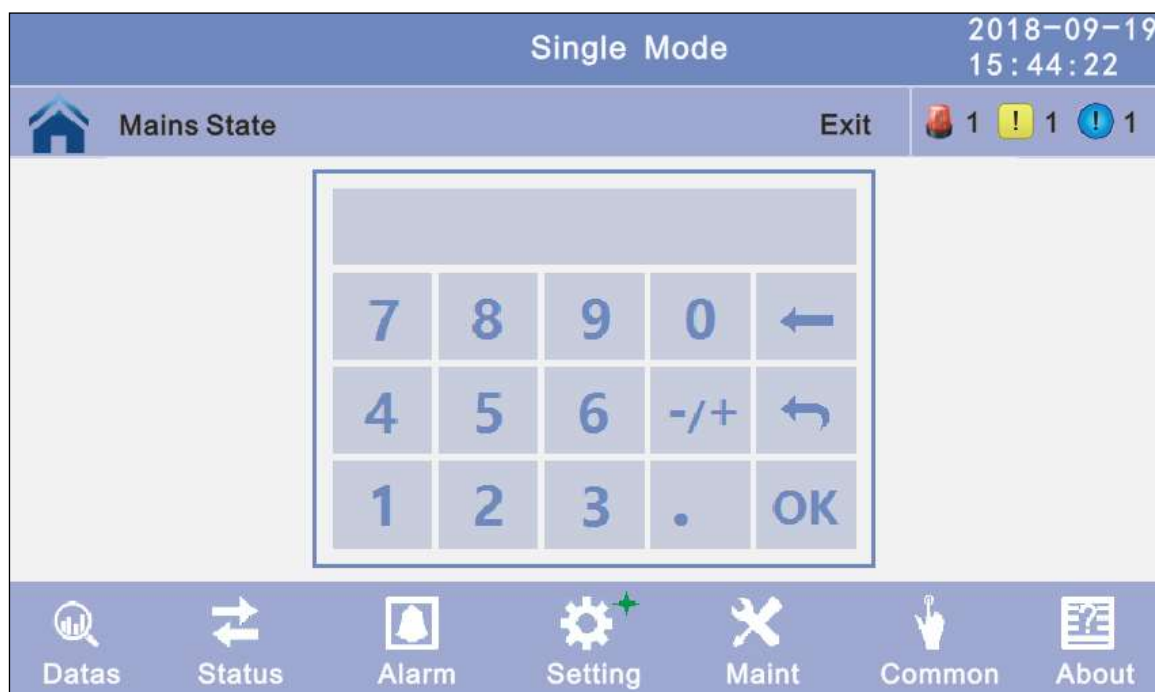 Single Mode
2018-09-19
15:44:22
Mains State
Exit
1
! 1
! 1
7 8 9 0
4 5 6 -/+
1 2 3 . OK
?
Datas Status Alarm Setting Maint Common About